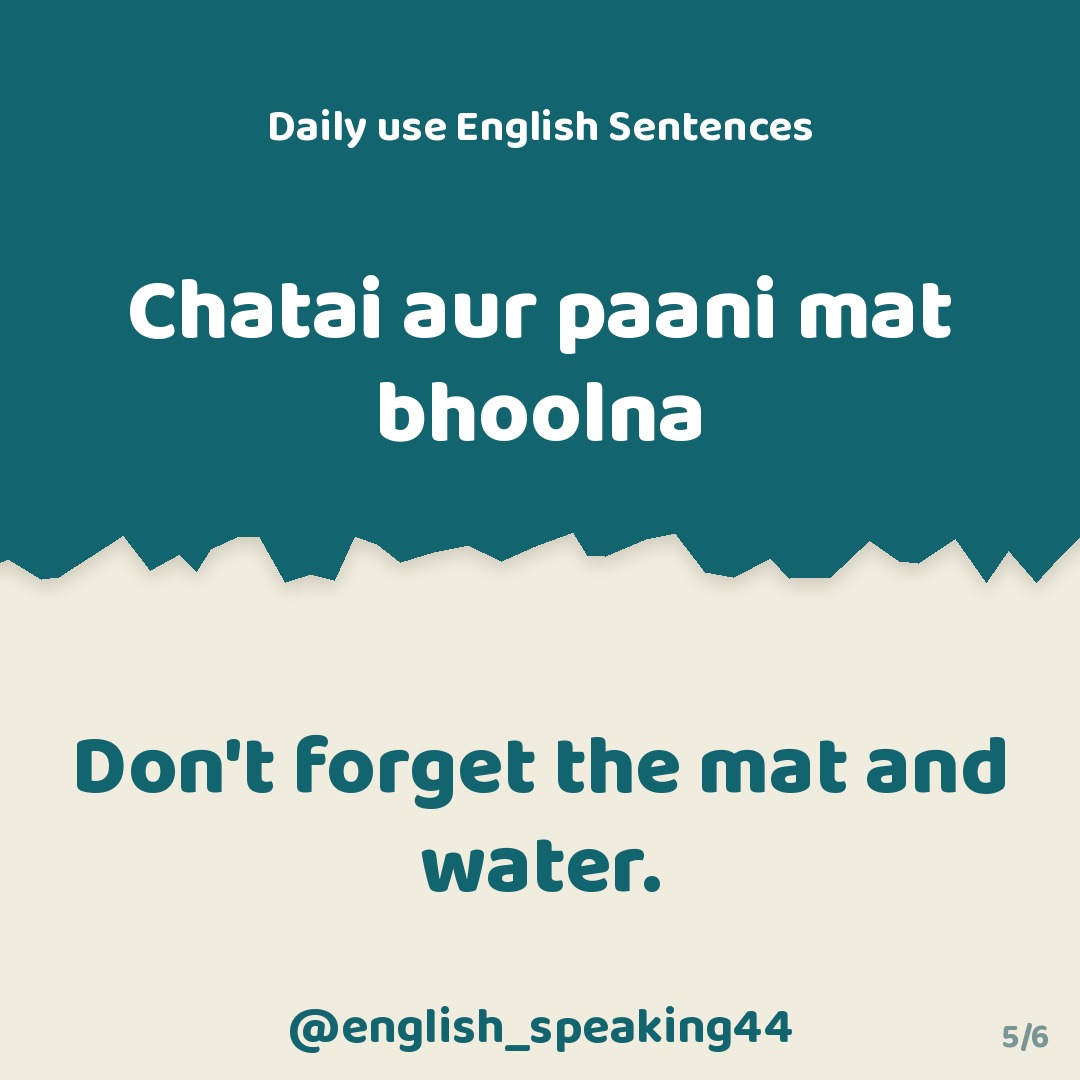 Daily use English Sentences
Chatai aur paani mat
bhoolna
Don't forget the mat and
water.
@english_speaking44
5/6